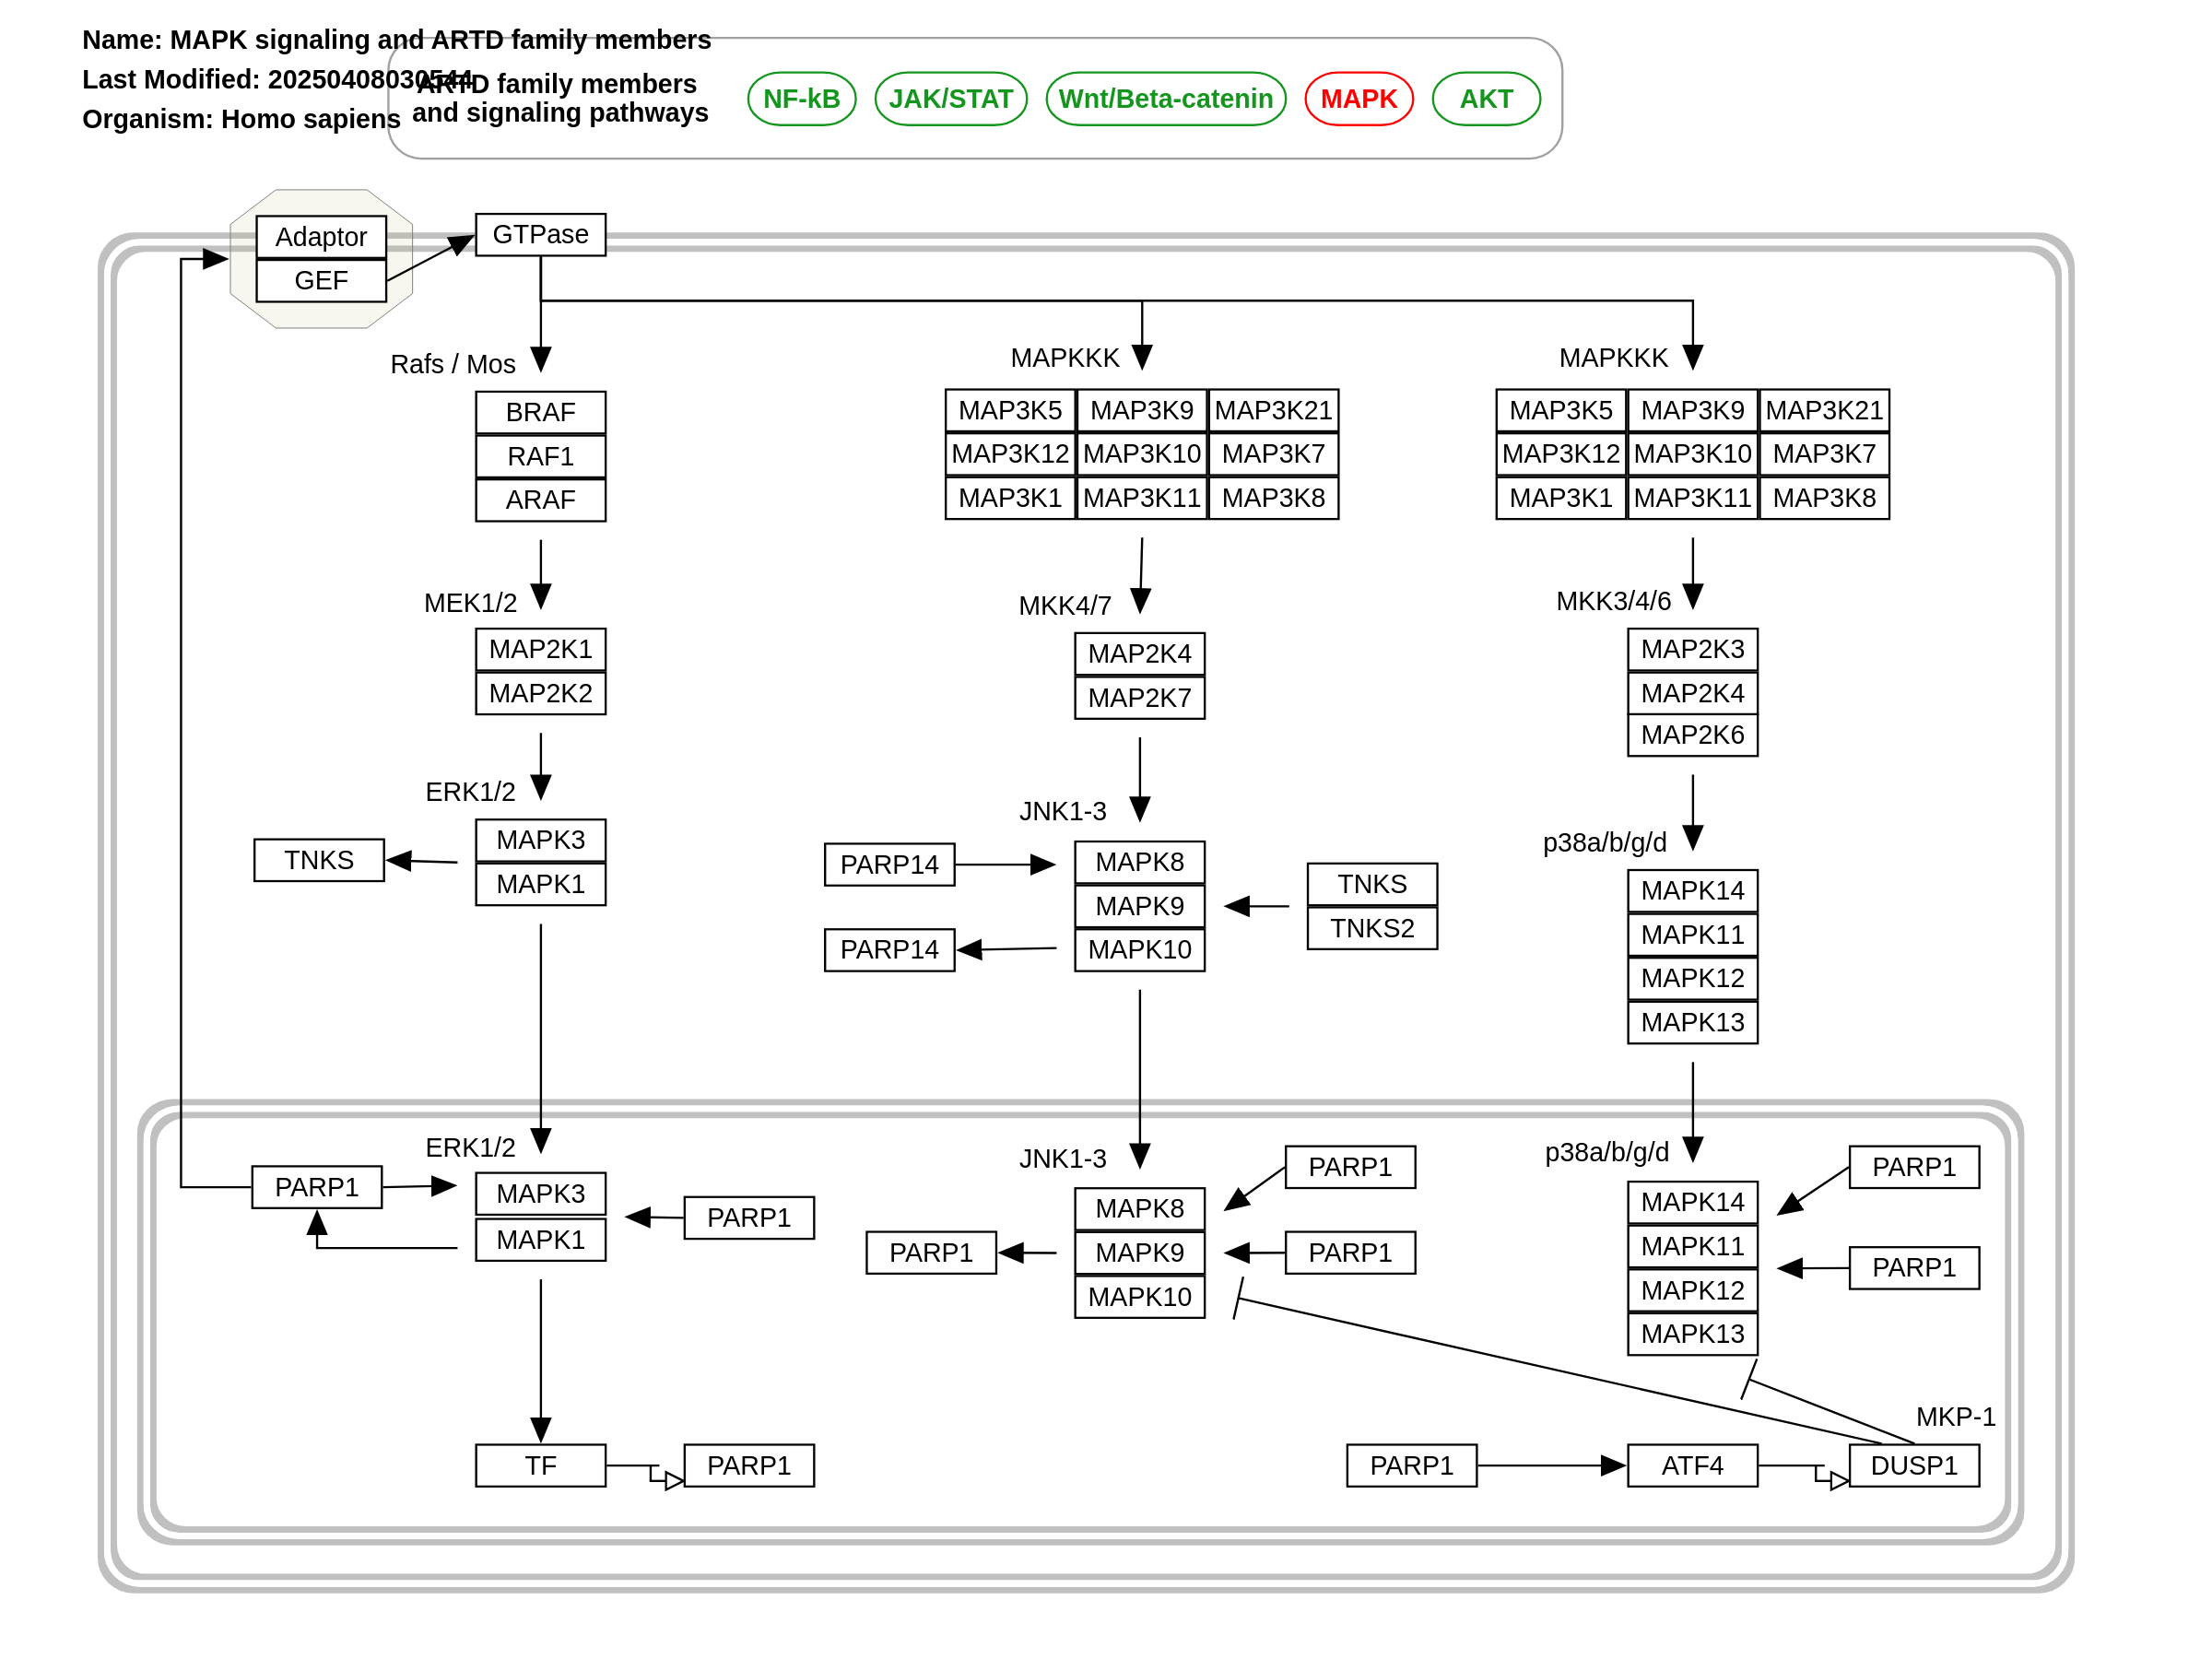 Name: MAPK signaling and ARTD family members
Last Modified: 20250408030544
Organism: Homo sapiens
ARTD family members
and signaling pathways
NF-kB
JAK/STAT
Wnt/Beta-catenin
MAPK
AKT
Adaptor
GEF
GTPase
Rafs / Mos
BRAF
RAF1
ARAF
MEK1/2
MAP2K1
MAP2K2
ERK1/2
MAPK3
MAPK1
TNKS
MAPKKK
MAP3K5 MAP3K9 MAP3K21
MAP3K12 MAP3K10 MAP3K7
MAP3K1 MAP3K11 MAP3K8
MKK4/7
MAP2K4
MAP2K7
JNK1-3
PARP14
MAPK8
MAPK9
MAPK10
PARP14
TNKS
TNKS2
MAPKKK
MAP3K5 MAP3K9 MAP3K21
MAP3K12 MAP3K10 MAP3K7
MAP3K1 MAP3K11 MAP3K8
MKK3/4/6
MAP2K3
MAP2K4
MAP2K6
p38a/b/g/d
MAPK14
MAPK11
MAPK12
MAPK13
ERK1/2
PARP1
MAPK3
MAPK1
PARP1
TF
PARP1
JNK1-3
MAPK8
MAPK9
MAPK10
PARP1
PARP1
PARP1
p38a/b/g/d
MAPK14
MAPK11
MAPK12
MAPK13
PARP1
PARP1
MKP-1
PARP1
ATF4
DUSP1